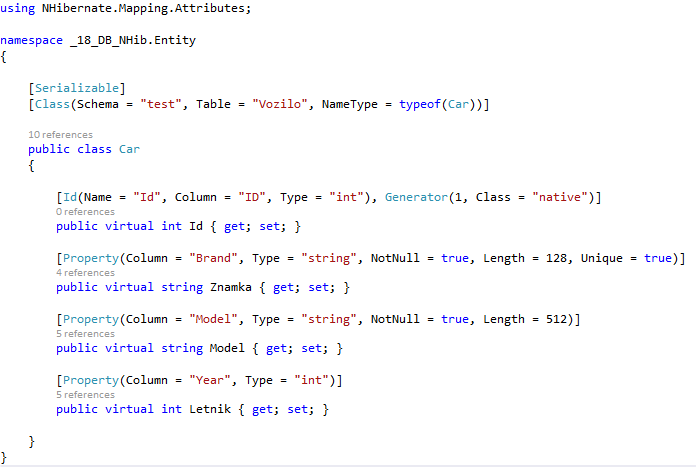 using NHibernate.Mapping.Attributes;
namespace _18_DB_NHib.Entity
{
[Serializable]
[Class(Schema = "test", Table = "Vozilo", NameType = typeof(Car))]
10 references
public class Car
{
[Id(Name = "Id", Column = "ID", Type = "int"), Generator(1, Class = "native")]
0 references
public virtual int Id { get; set; }
[Property(Column = "Brand", Type = "string", NotNull = true, Length = 128, Unique = true)]
4 references
public virtual string Znamka { get; set; }
[Property(Column = "Model", Type = "string", NotNull = true, Length = 512)]
5 references
public virtual string Model { get; set; }
[Property(Column = "Year", Type = "int")]
5 references
public virtual int Letnik { get; set; }
}
}